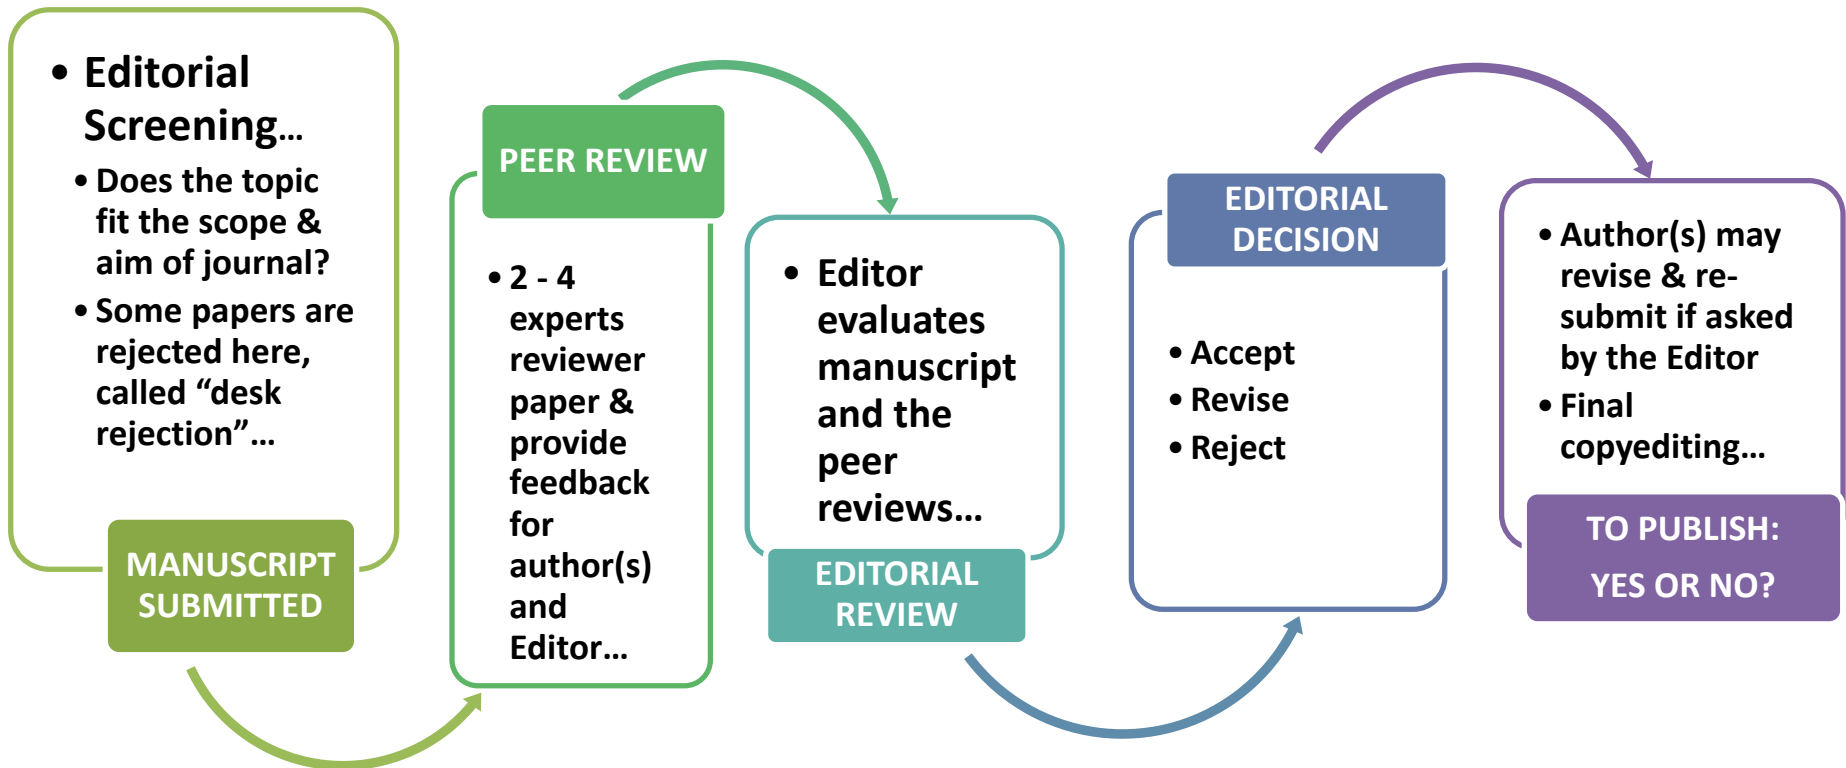 • Editorial
Screening...
• Does the topic
fit the scope &
aim of journal?
• Some papers are
rejected here,
called “desk
rejection”...
MANUSCRIPT
SUBMITTED
PEER REVIEW
• 2 - 4
experts
reviewer
paper &
provide
feedback
for
author(s)
and
Editor...
• Editor
evaluates
manuscript
and the
peer
reviews...
EDITORIAL
REVIEW
EDITORIAL
DECISION
• Accept
• Revise
• Reject
• Author(s) may
revise & re-
submit if asked
by the Editor
• Final
copyediting...
TO PUBLISH:
YES OR NO?